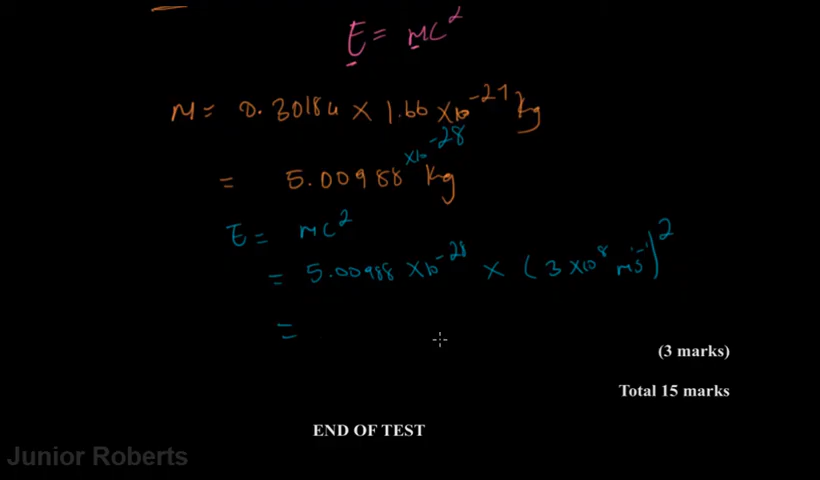 E = mc²
M = 0.3018u × 1.66 ×10⁻²⁷ kg
= 5.00988 ×10⁻²⁸ kg
E = mc²
= 5.00988 ×10⁻²⁸ × (3 ×10⁸ ms⁻¹)²
=
(3 marks)
Total 15 marks
END OF TEST
Junior Roberts